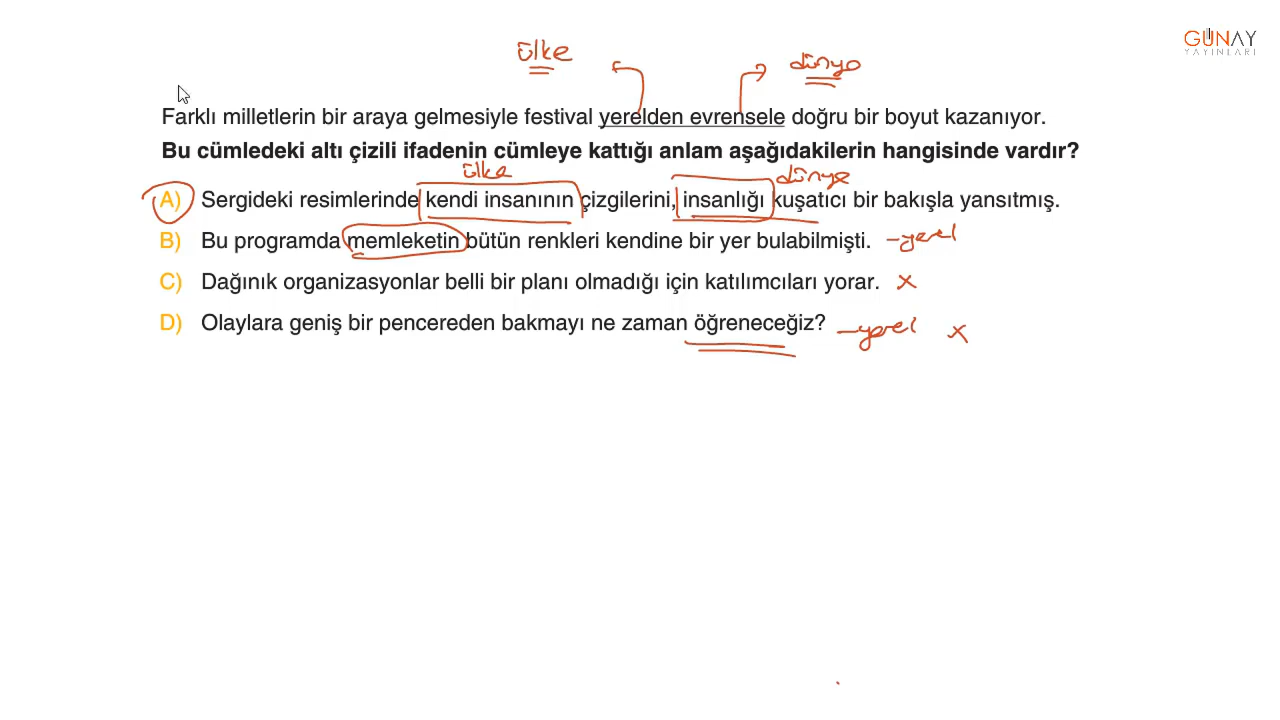 GÜNAY
YAYINLARI
ülke
dünya
Farklı milletlerin bir araya gelmesiyle festival yerelden evrensele doğru bir boyut kazanıyor.
Bu cümledeki altı çizili ifadenin cümleye kattığı anlam aşağıdakilerin hangisinde vardır?
ülke
dünya
A) Sergideki resimlerinde kendi insanının çizgilerini, insanlığı kuşatıcı bir bakışla yansıtmış.
B) Bu programda memleketin bütün renkleri kendine bir yer bulabilmişti. -yerel
C) Dağınık organizasyonlar belli bir planı olmadığı için katılımcıları yorar. x
D) Olaylara geniş bir pencereden bakmayı ne zaman öğreneceğiz? -yerel x